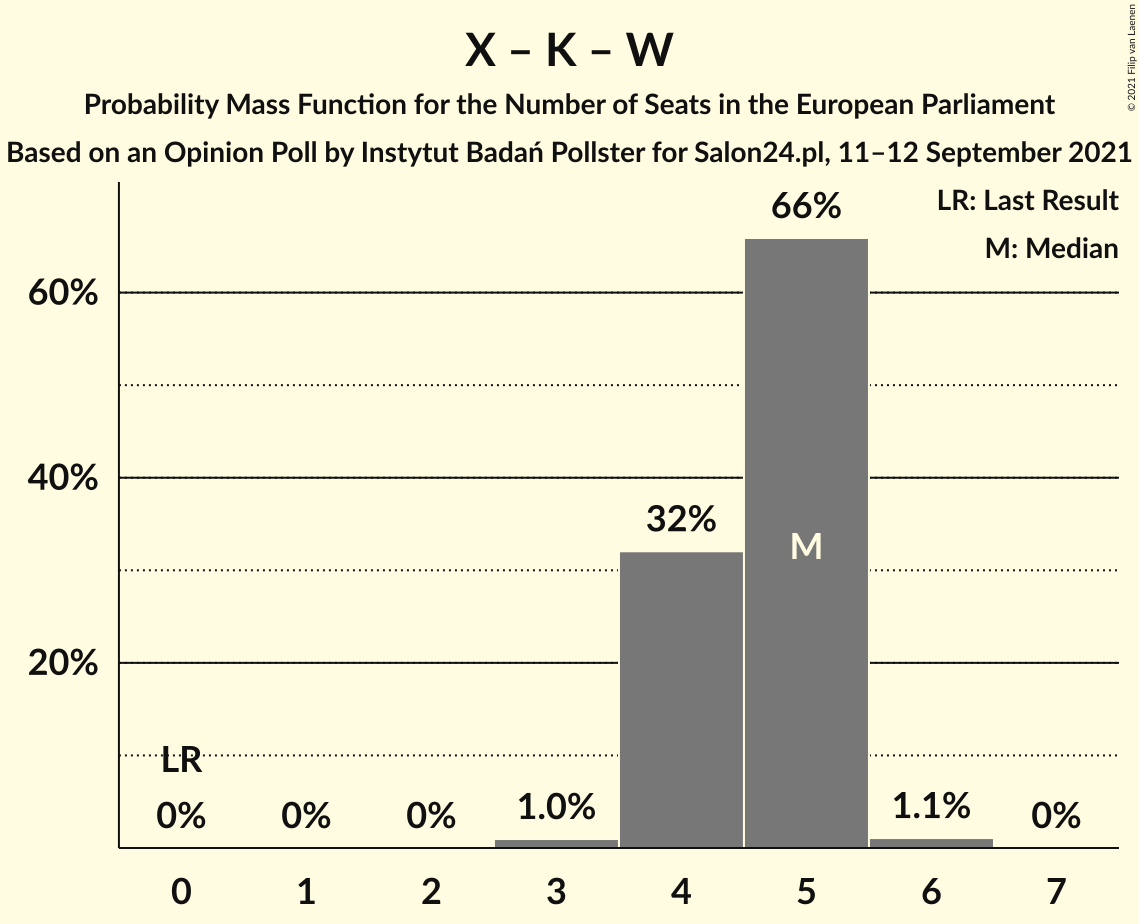 X – K – W
Probability Mass Function for the Number of Seats in the European Parliament
Based on an Opinion Poll by Instytut Badań Pollster for Salon24.pl, 11–12 September 2021
© 2021 Filip van Laenen
LR: Last Result
M: Median
60%
40%
20%
LR
0%
0%
0%
1.0%
32%
66%
M
1.1%
0%
0
1
2
3
4
5
6
7